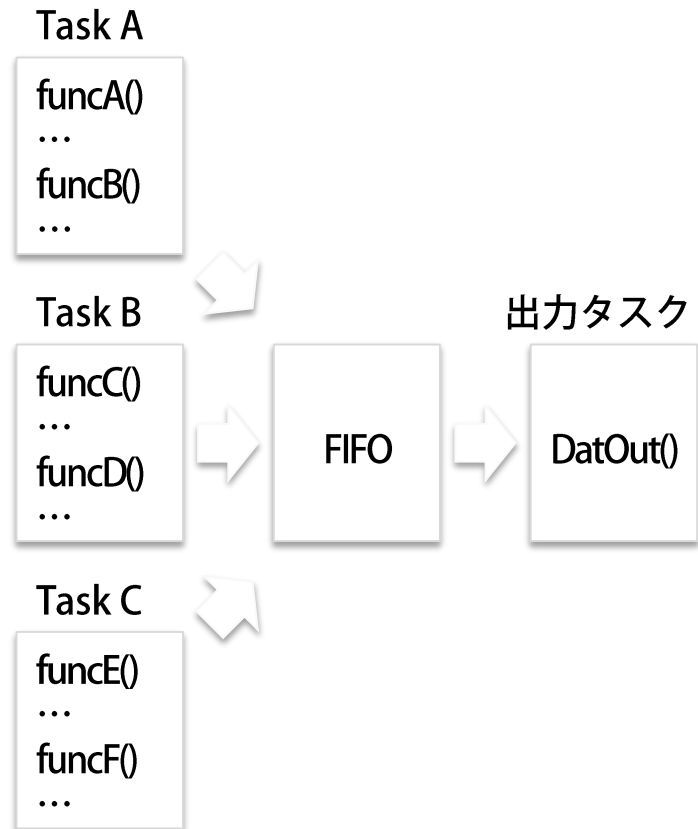 Task A
funcA()
…
funcB()
…
Task B
funcC()
…
funcD()
…
FIFO
出力タスク
DatOut()
Task C
funcE()
…
funcF()
…